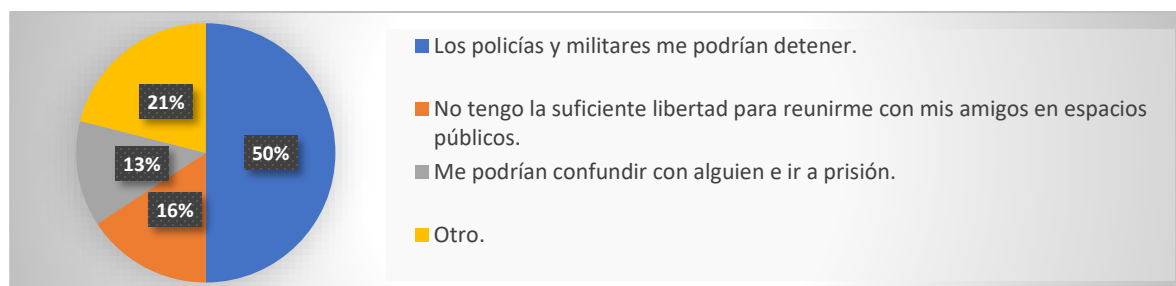 21%
50%
13%
16%
Los policías y militares me podrían detener.
No tengo la suficiente libertad para reunirme con mis amigos en espacios
públicos.
Me podrían confundir con alguien e ir a prisión.
Otro.